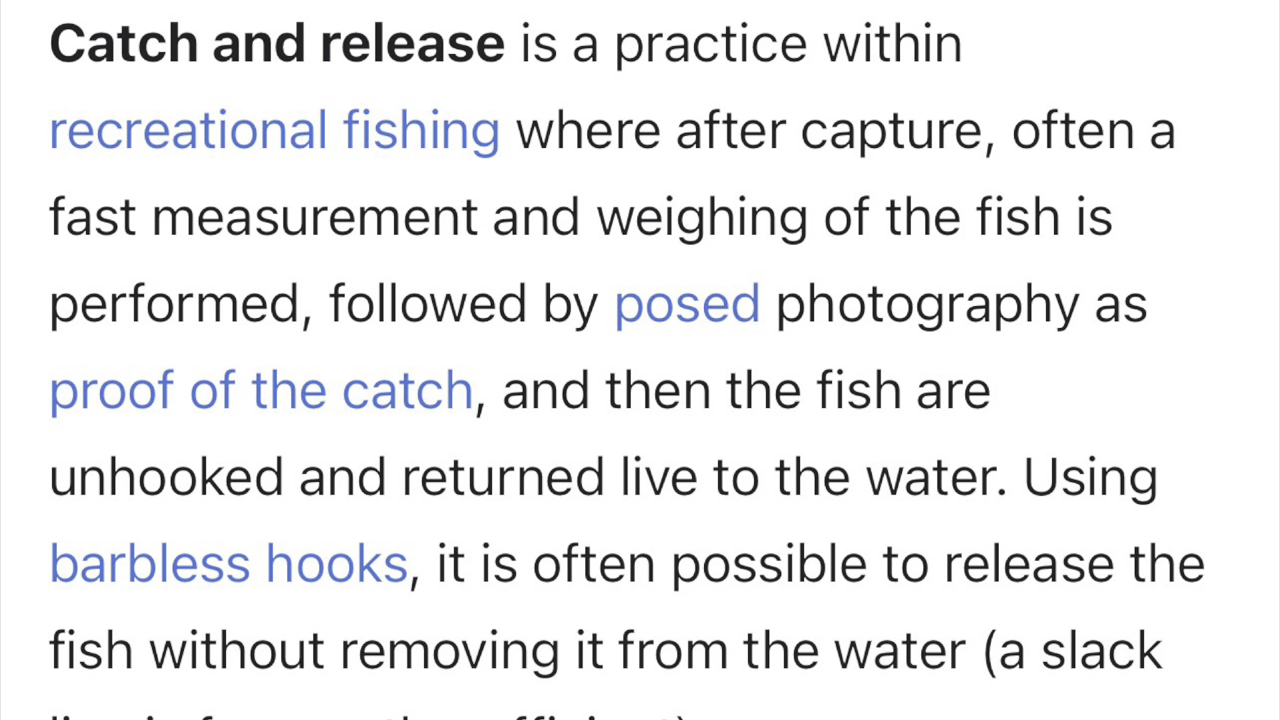 Catch and release is a practice within
recreational fishing where after capture, often a
fast measurement and weighing of the fish is
performed, followed by posed photography as
proof of the catch, and then the fish are
unhooked and returned live to the water. Using
barbless hooks, it is often possible to release the
fish without removing it from the water (a slack